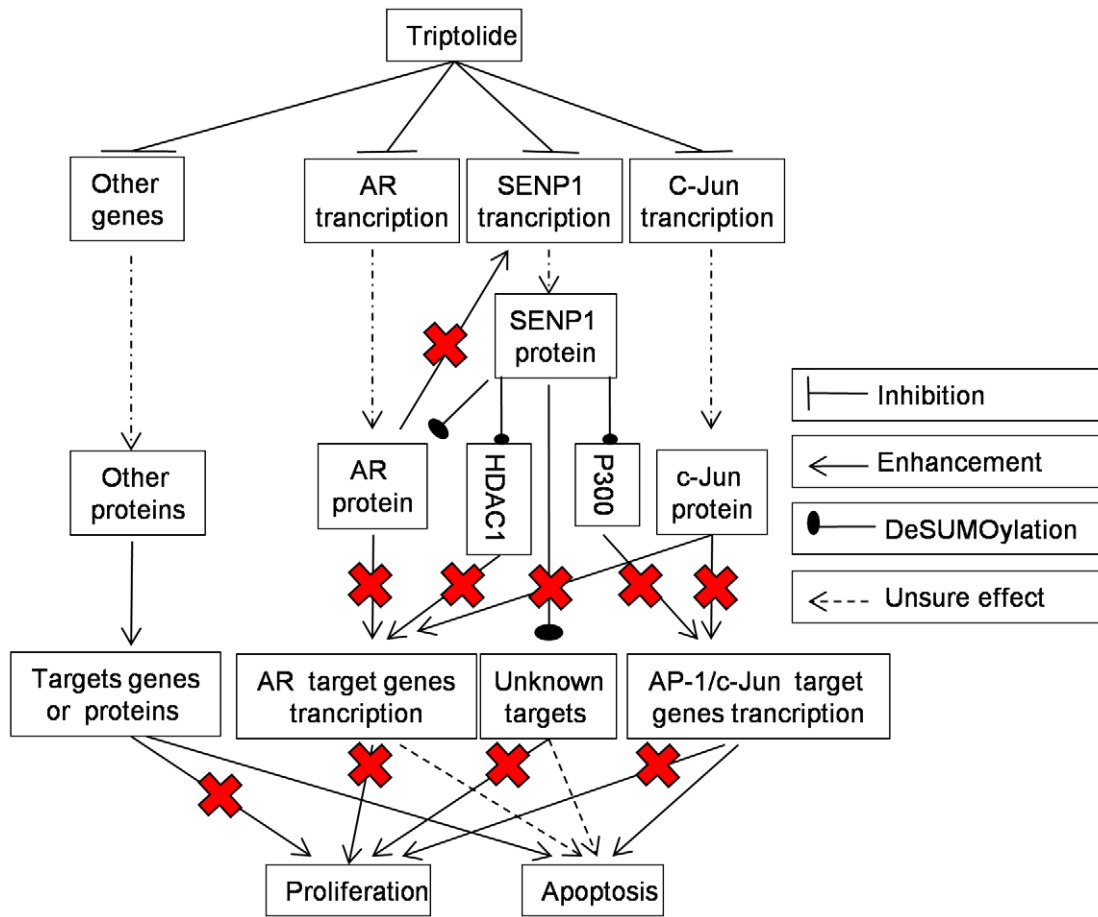 Triptolide
Other
genes
AR
trancription
SENP1
trancription
C-Jun
trancription
SENP1
protein
Inhibition
Enhancement
DeSUMOylation
Unsure effect
Other
proteins
AR
protein
HDAC1
P300
c-Jun
protein
Targets genes
or proteins
AR target genes
trancription
Unknown
targets
AP-1/c-Jun target
genes trancription
Proliferation
Apoptosis